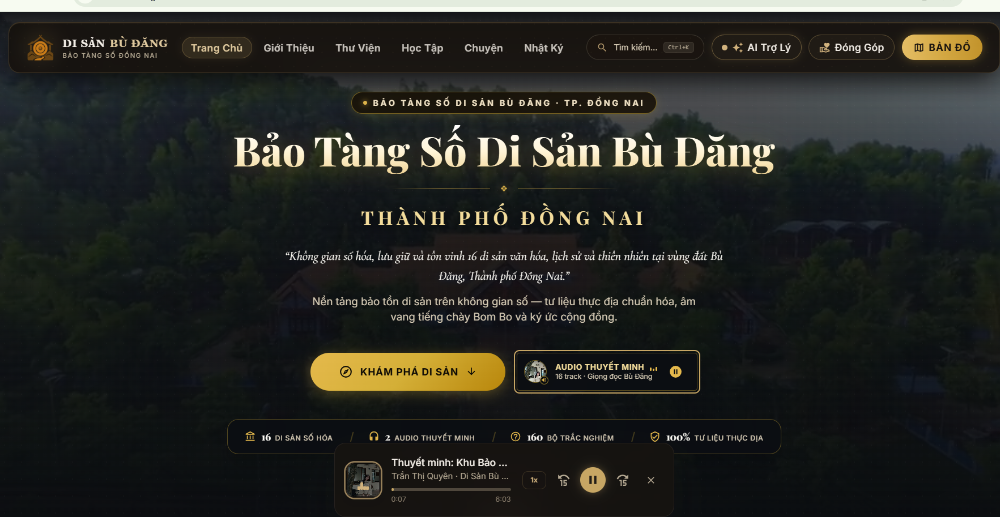 DI SẢN BÙ ĐĂNG
BẢO TÀNG SỐ ĐỒNG NAI
Trang Chủ
Giới Thiệu
Thư Viện
Học Tập
Chuyện
Nhật Ký
Tìm kiếm... Ctrl+K
AI Trợ Lý
Đóng Góp
BẢN ĐỒ
BẢO TÀNG SỐ DI SẢN BÙ ĐĂNG · TP. ĐỒNG NAI
Bảo Tàng Số Di Sản Bù Đăng
THÀNH PHỐ ĐỒNG NAI
“Không gian số hóa, lưu giữ và tôn vinh 16 di sản văn hóa, lịch sử và thiên nhiên tại vùng đất Bù
Đăng, Thành phố Đồng Nai.”
Nền tảng bảo tồn di sản trên không gian số — tư liệu thực địa chuẩn hóa, âm
vang tiếng chày Bom Bo và ký ức cộng đồng.
KHÁM PHÁ DI SẢN
AUDIO THUYẾT MINH
16 track · Giọng đọc Bù Đăng
16 DI SẢN SỐ HÓA / 2 AUDIO THUYẾT MINH / 160 BỘ TRẮC NGHIỆM / 100% TƯ LIỆU THỰC ĐỊA
Thuyết minh: Khu Bảo ...
Trần Thị Quyên · Di Sản Bù ...
0:07 6:03
1x
15
15